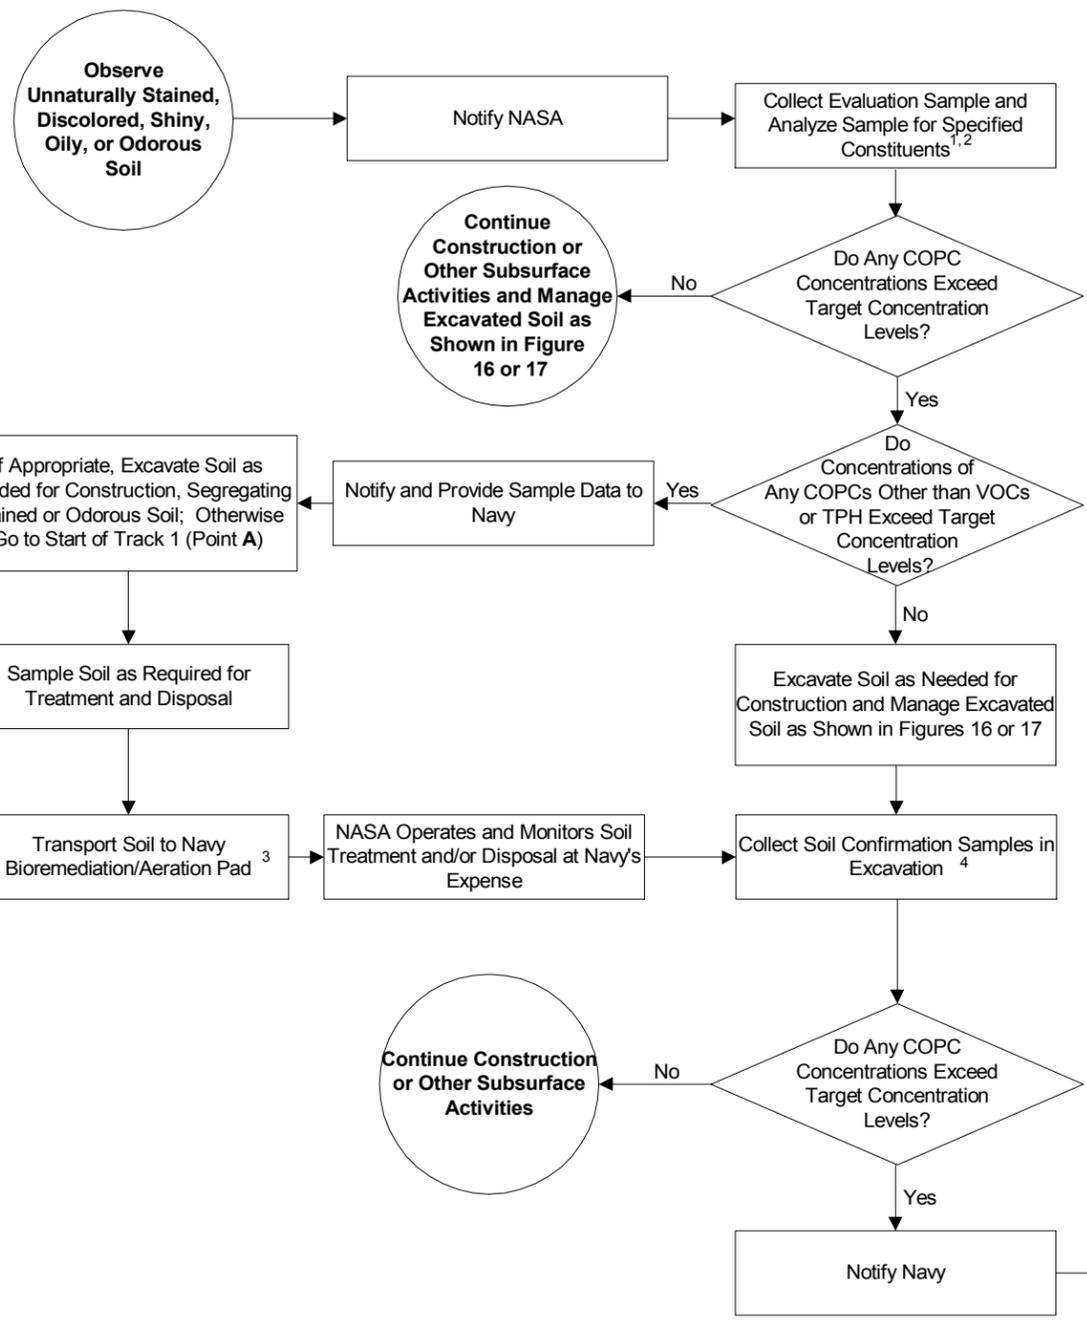 Observe
Unnaturally Stained,
Discolored, Shiny,
Oily, or Odorous
Soil
Notify NASA
Collect Evaluation Sample and
Analyze Sample for Specified
Constituents1, 2
Do Any COPC
Concentrations Exceed
Target Concentration
Levels?
No
Continue
Construction or
Other Subsurface
Activities and Manage
Excavated Soil as
Shown in Figure
16 or 17
Yes
Do
Concentrations of
Any COPCs Other than VOCs
or TPH Exceed Target
Concentration
Levels?
Yes
Notify and Provide Sample Data to
Navy
f Appropriate, Excavate Soil as
ded for Construction, Segregating
ined or Odorous Soil; Otherwise
Go to Start of Track 1 (Point A)
Sample Soil as Required for
Treatment and Disposal
Transport Soil to Navy
Bioremediation/Aeration Pad 3
NASA Operates and Monitors Soil
Treatment and/or Disposal at Navy's
Expense
No
Excavate Soil as Needed for
Construction and Manage Excavated
Soil as Shown in Figures 16 or 17
Collect Soil Confirmation Samples in
Excavation 4
Do Any COPC
Concentrations Exceed
Target Concentration
Levels?
No
Continue Construction
or Other Subsurface
Activities
Yes
Notify Navy